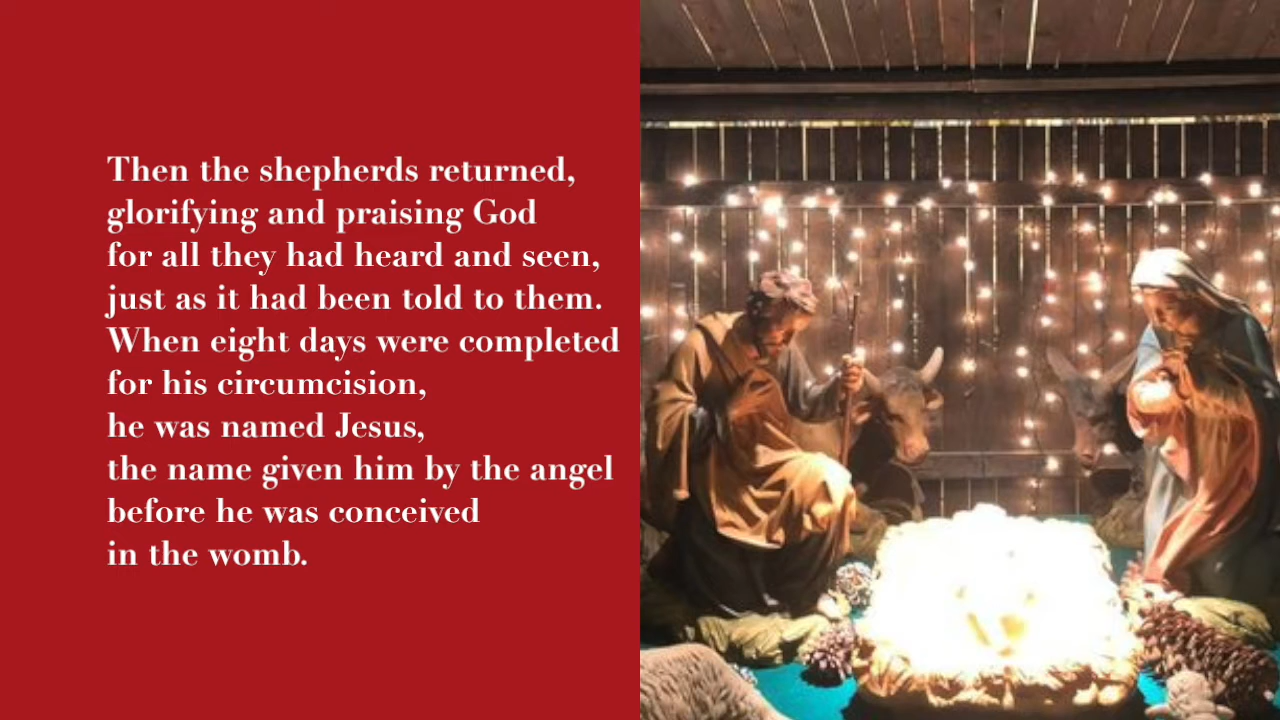 Then the shepherds returned,
glorifying and praising God
for all they had heard and seen,
just as it had been told to them.
When eight days were completed
for his circumcision,
he was named Jesus,
the name given him by the angel
before he was conceived
in the womb.